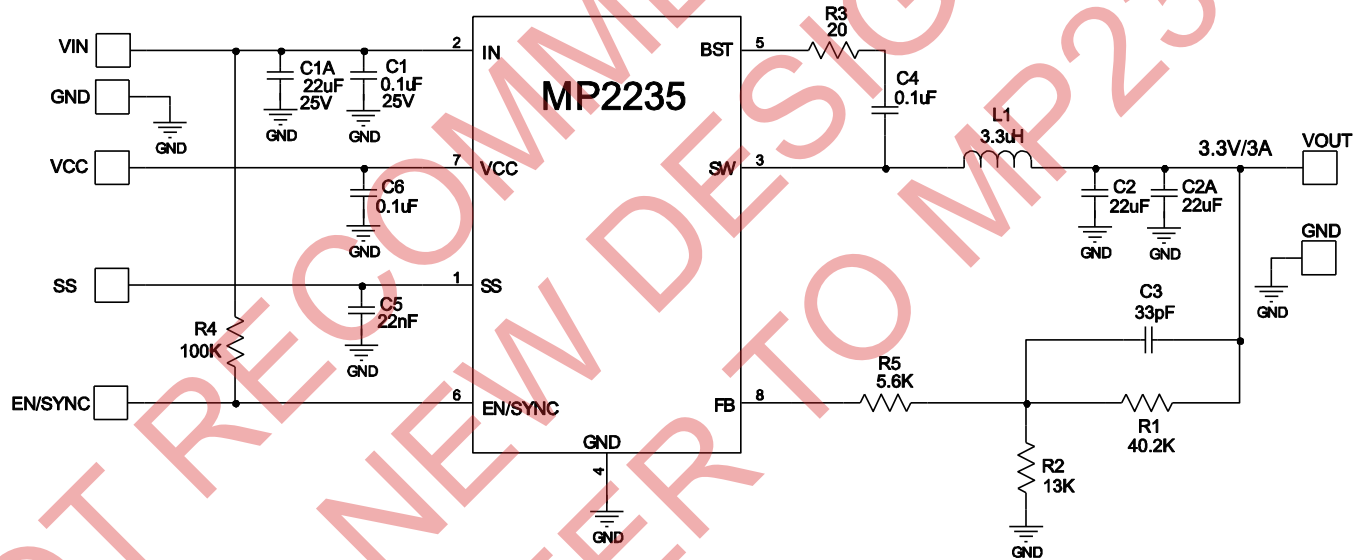 VIN
GND
VCC
SS
EN/SYNC
GND
C1A
22uF
25V
GND
C1
0.1uF
25V
GND
C6
0.1uF
GND
C5
22nF
GND
R4
100K
MP2235
2
IN
7
VCC
1
SS
6
EN/SYNC
GND
4
GND
BST
5
SW
3
FB
8
R3
20
C4
0.1uF
L1
3.3uH
3.3V/3A
VOUT
C2
22uF
GND
C2A
22uF
GND
GND
GND
C3
33pF
R5
5.6K
R1
40.2K
R2
13K
GND